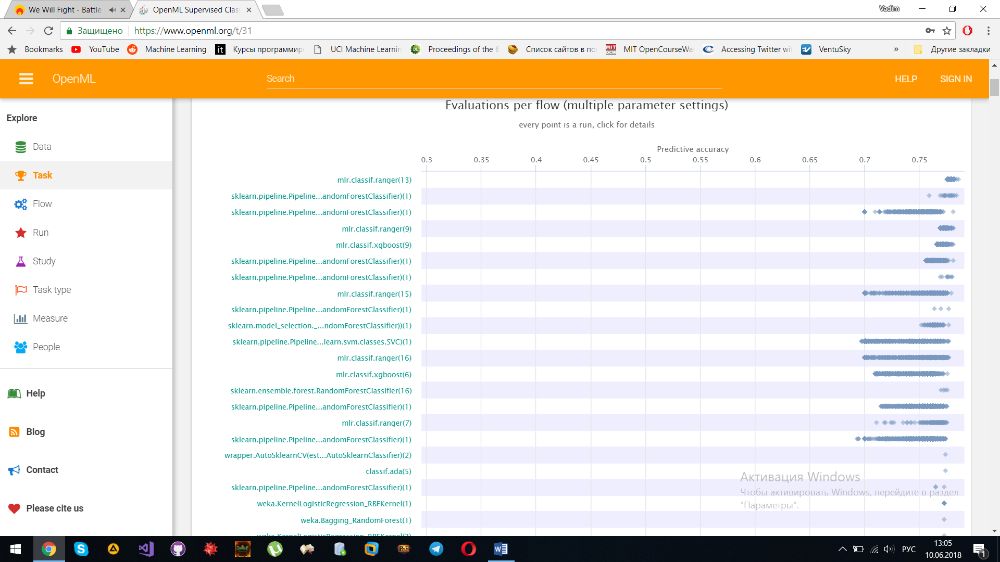 We Will Fight - Battle
OpenML Supervised Clas
Vadim
Защищено
https://www.openml.org/t/31
Bookmarks
YouTube
Machine Learning
Курсы программир
UCI Machine Learnin
Proceedings of the 6
Список сайтов в по
MIT OpenCourseWar
Accessing Twitter wit
VentuSky
»
Другие закладки
OpenML
Search
HELP
SIGN IN
Explore
Data
Task
Flow
Run
Study
Task type
Measure
People
Help
Blog
Contact
Please cite us
Evaluations per flow (multiple parameter settings)
every point is a run, click for details
Predictive accuracy
0.3 0.35 0.4 0.45 0.5 0.55 0.6 0.65 0.7 0.75
mlr.classif.ranger(13)
sklearn.pipeline.Pipeline...andomForestClassifier)(1)
sklearn.pipeline.Pipeline...andomForestClassifier)(1)
mlr.classif.ranger(9)
mlr.classif.xgboost(9)
sklearn.pipeline.Pipeline...andomForestClassifier)(1)
sklearn.pipeline.Pipeline...andomForestClassifier)(1)
mlr.classif.ranger(15)
sklearn.pipeline.Pipeline...andomForestClassifier)(1)
sklearn.model_selection._...ndomForestClassifier))(1)
sklearn.pipeline.Pipeline...learn.svm.classes.SVC)(1)
mlr.classif.ranger(16)
mlr.classif.xgboost(6)
sklearn.ensemble.forest.RandomForestClassifier(16)
sklearn.pipeline.Pipeline...andomForestClassifier)(1)
mlr.classif.ranger(7)
sklearn.pipeline.Pipeline...andomForestClassifier)(1)
wrapper.AutoSklearnCV(est...AutoSklearnClassifier)(2)
classif.ada(5)
sklearn.pipeline.Pipeline...andomForestClassifier)(1)
weka.KernelLogisticRegression_RBFKernel(1)
weka.Bagging_RandomForest(1)
weka.KernelLogisticRegression_RBFKernel(2)
Активация Windows
Чтобы активировать Windows, перейдите в раздел
"Параметры".
РУС
13:05
10.06.2018
1